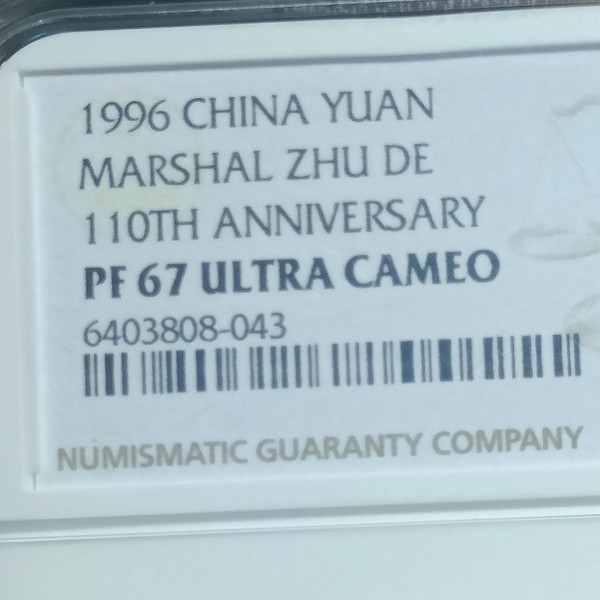 1996 CHINA YUAN
MARSHAL ZHU DE
110TH ANNIVERSARY
PF 67 ULTRA CAMEO
6403808-043
NUMISMATIC GUARANTY COMPANY